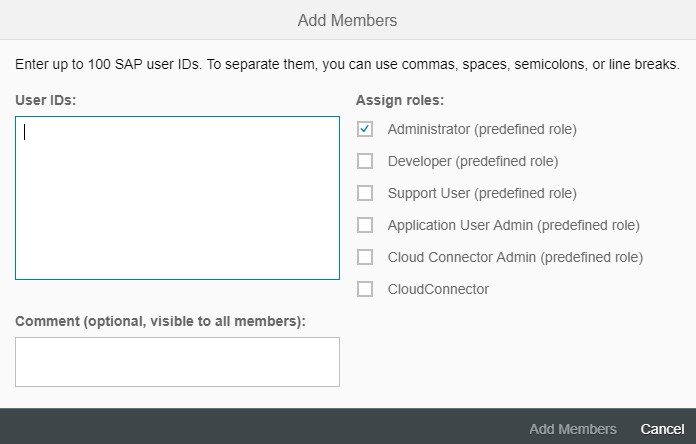 Add Members
Enter up to 100 SAP user IDs. To separate them, you can use commas, spaces, semicolons, or line breaks.
User IDs:
Assign roles:
Administrator (predefined role)
Developer (predefined role)
Support User (predefined role)
Application User Admin (predefined role)
Cloud Connector Admin (predefined role)
CloudConnector
Comment (optional, visible to all members):
Add Members
Cancel